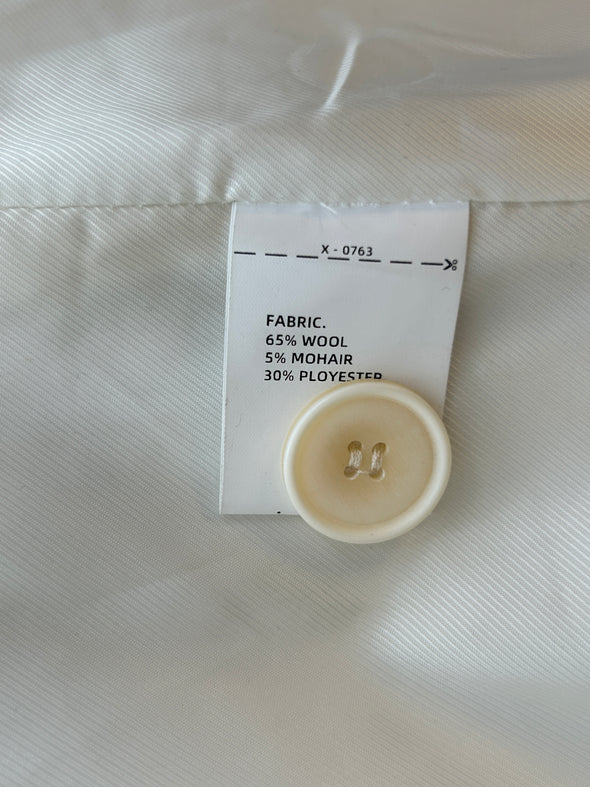 X - 0763
FABRIC.
65% WOOL
5% MOHAIR
30% PLOYESTER